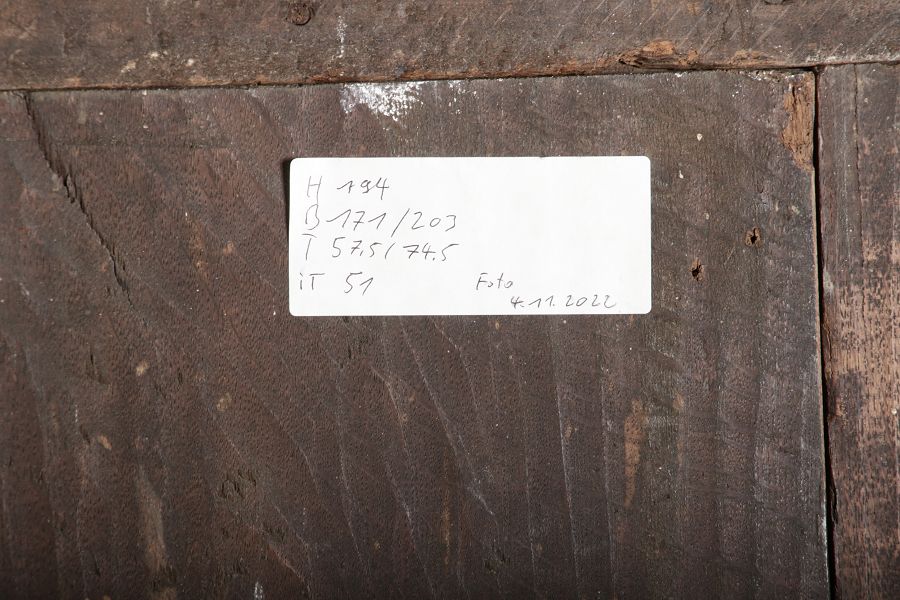 H 194
B 171/203
T 57.5/74.5
iT 51
Foto
4.11.2022